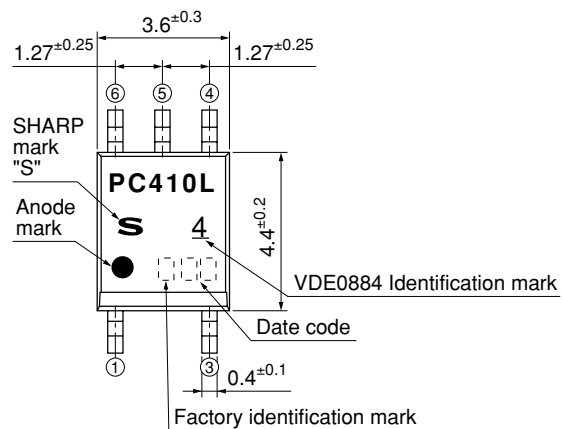 3.6±0.3
1.27±0.25
1.27±0.25
6
5
4
SHARP
mark
"S"
PC410L
S
4
Anode
mark
4.4±0.2
VDE0884 Identification mark
Date code
1
3
0.4±0.1
Factory identification mark